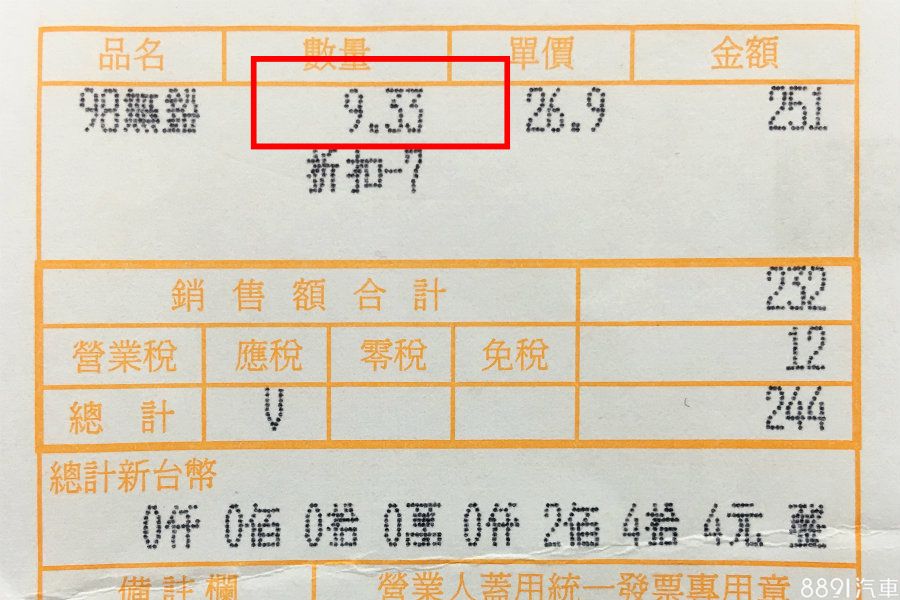 品名 數量 單價 金額
98無鉛 9.33 26.9 251
折扣-7
銷售額合計 232
營業稅 應稅 零稅 免稅 12
總計 V 244
總計新台幣
0仟 0佰 0拾 0萬 0仟 2佰 4拾 4元 整
備註欄 營業人蓋用統一發票專用章
8891汽車